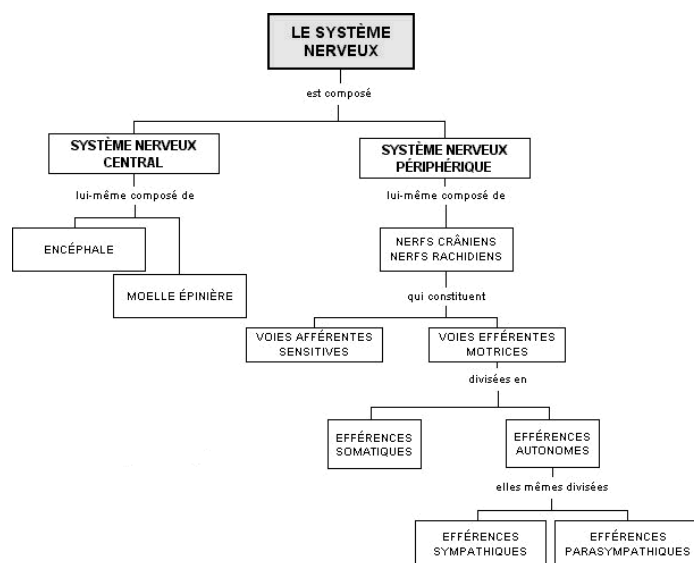 LE SYSTÈME
NERVEUX
est composé
SYSTÈME NERVEUX
CENTRAL
SYSTÈME NERVEUX
PÉRIPHÉRIQUE
lui-même composé de
lui-même composé de
ENCÉPHALE
NERFS CRÂNIENS
NERFS RACHIDIENS
MOELLE ÉPINIÈRE
qui constituent
VOIES AFFÉRENTES
SENSITIVES
VOIES EFFÉRENTES
MOTRICES
divisées en
EFFÉRENCES
SOMATIQUES
EFFÉRENCES
AUTONOMES
elles mêmes divisées
EFFÉRENCES
SYMPATHIQUES
EFFÉRENCES
PARASYMPATHIQUES